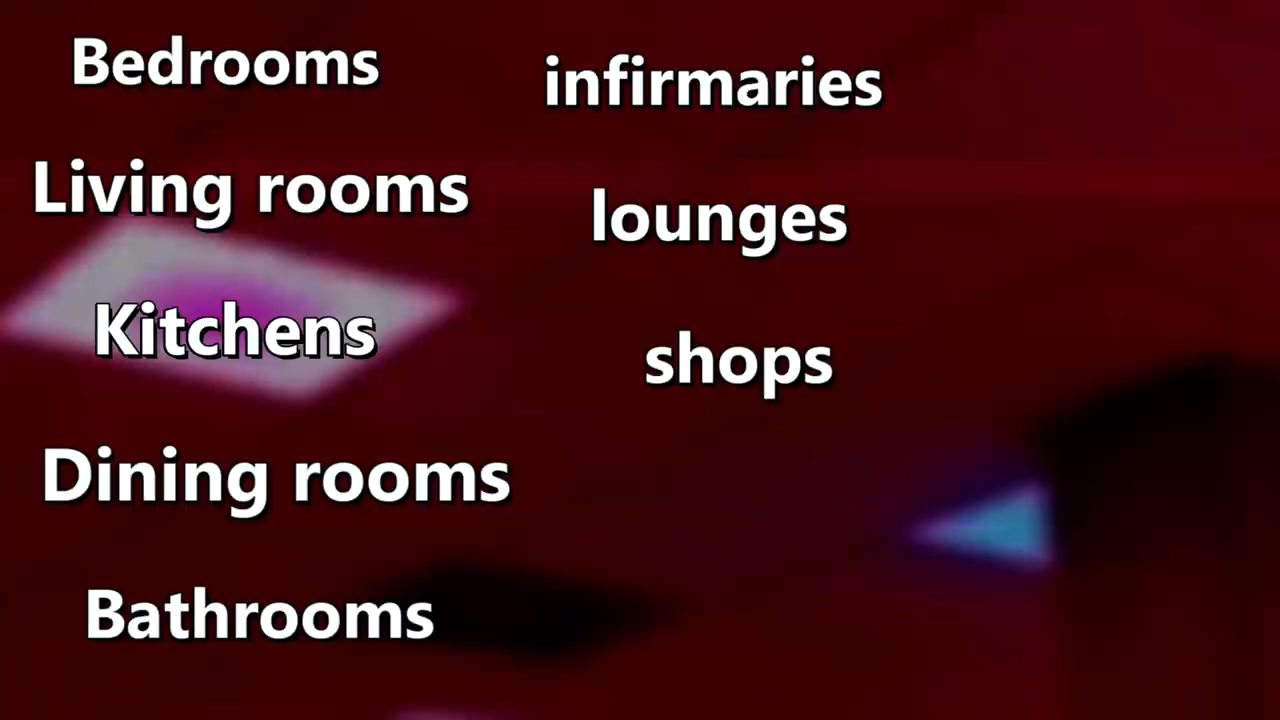 Bedrooms
Living rooms
Kitchens
Dining rooms
Bathrooms
infirmaries
lounges
shops